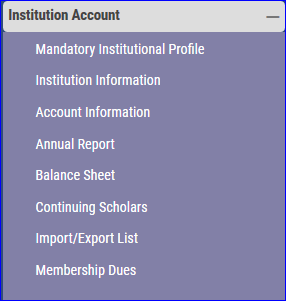 Institution Account
Mandatory Institutional Profile
Institution Information
Account Information
Annual Report
Balance Sheet
Continuing Scholars
Import/Export List
Membership Dues